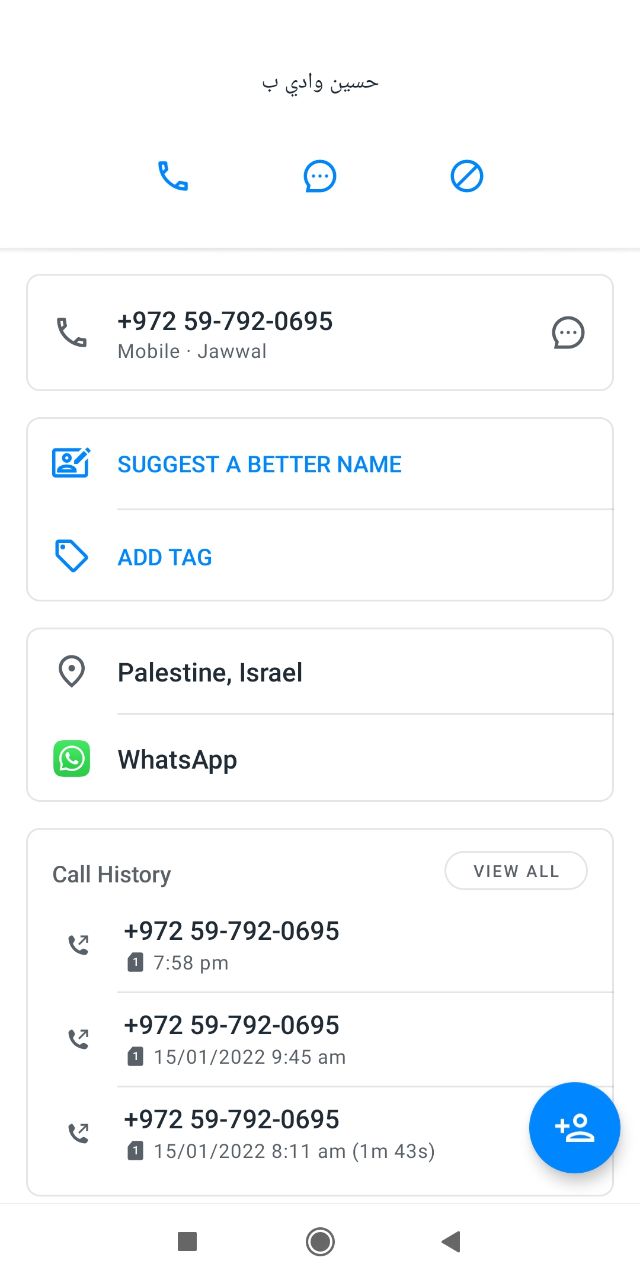 حسين وادي ب
+972 59-792-0695
Mobile · Jawwal
SUGGEST A BETTER NAME
ADD TAG
Palestine, Israel
WhatsApp
Call History
VIEW ALL
+972 59-792-0695
1 7:58 pm
+972 59-792-0695
1 15/01/2022 9:45 am
+972 59-792-0695
1 15/01/2022 8:11 am (1m 43s)